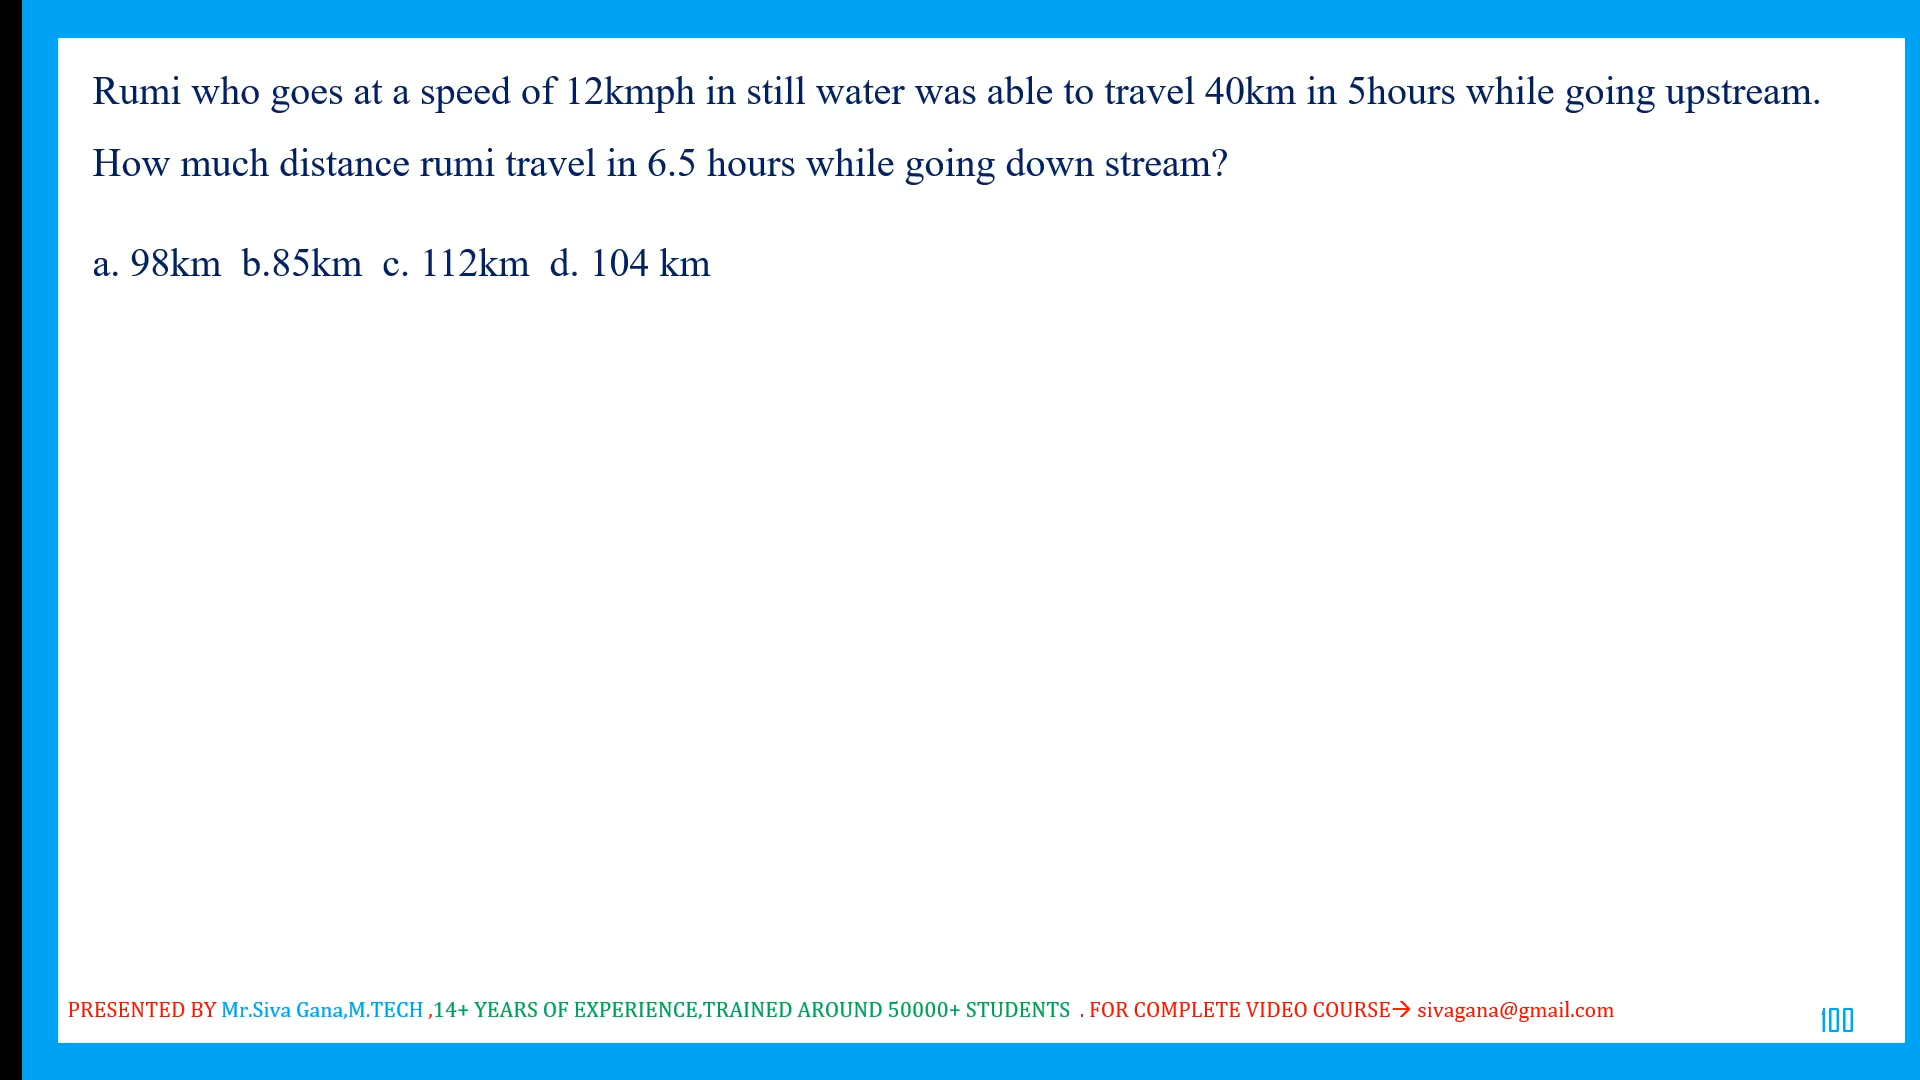 Rumi who goes at a speed of 12kmph in still water was able to travel 40km in 5hours while going upstream.
How much distance rumi travel in 6.5 hours while going down stream?
a. 98km b.85km c. 112km d. 104 km
PRESENTED BY Mr.Siva Gana,M.TECH ,14+ YEARS OF EXPERIENCE,TRAINED AROUND 50000+ STUDENTS . FOR COMPLETE VIDEO COURSE→ sivagana@gmail.com
100